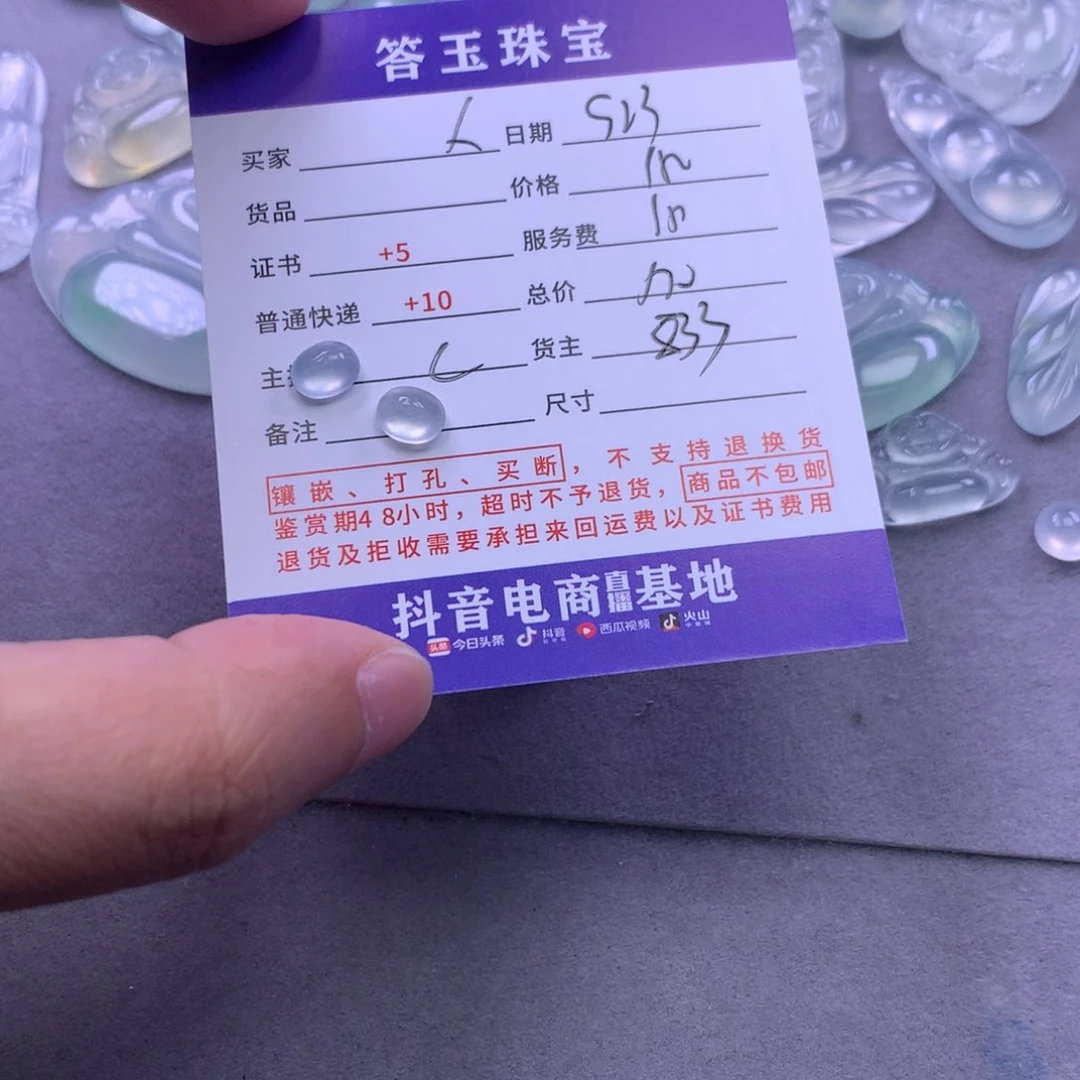 答玉珠宝
买家 日期 523
货品 价格
证书 +5 服务费
普通快递 +10 总价
主 货主 833
备注 尺寸
镶嵌、打孔、买断，不支持退换货
鉴赏期48小时，超时不予退货，商品不包邮
退货及拒收需要承担来回运费以及证书费用
抖音电商直播基地
头条 今日头条 抖音 西瓜视频 火山